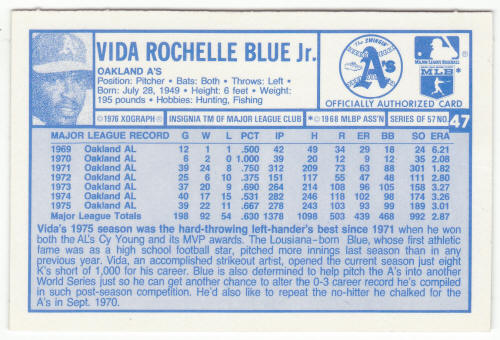 VIDA ROCHELLE BLUE Jr.
OAKLAND A'S
Position: Pitcher • Bats: Both • Throws: Left •
Born: July 28, 1949 • Height: 6 feet • Weight:
195 pounds • Hobbies: Hunting, Fishing
The SWINGIN' A's
MAJOR LEAGUE BASEBALL
MLB*
OFFICIALLY AUTHORIZED CARD
©1976 XOGRAPH® INSIGNIA TM OF MAJOR LEAGUE CLUB *©1968 MLBP ASS'N SERIES OF 57 NO. 47
MAJOR LEAGUE RECORD G W L PCT IP H R ER BB SO ERA
1969 Oakland AL 12 1 1 .500 42 49 34 29 18 24 6.21
1970 Oakland AL 6 2 0 1.000 39 20 12 9 12 35 2.08
1971 Oakland AL 39 24 8 .750 312 209 73 63 88 301 1.82
1972 Oakland AL 25 6 10 .375 151 117 55 47 48 111 2.80
1973 Oakland AL 37 20 9 .690 264 214 108 96 105 158 3.27
1974 Oakland AL 40 17 15 .531 282 246 118 102 98 174 3.26
1975 Oakland AL 39 22 11 .667 278 243 103 93 99 189 3.01
Major League Totals 198 92 54 .630 1378 1098 503 439 468 992 2.87
Vida's 1975 season was the hard-throwing left-hander's best since 1971 when he won
both the AL's Cy Young and its MVP awards. The Louisiana-born Blue, whose first athletic
fame was as a high school football star, pitched more innings last season than in any
previous year. Vida, an accomplished strikeout artist, opened the current season just eight
K's short of 1,000 for his career. Blue is also determined to help pitch the A's into another
World Series just so he can get another chance to alter the 0-3 career record he's compiled
in such post-season competition. He'd also like to repeat the no-hitter he chalked for the
A's in Sept. 1970.